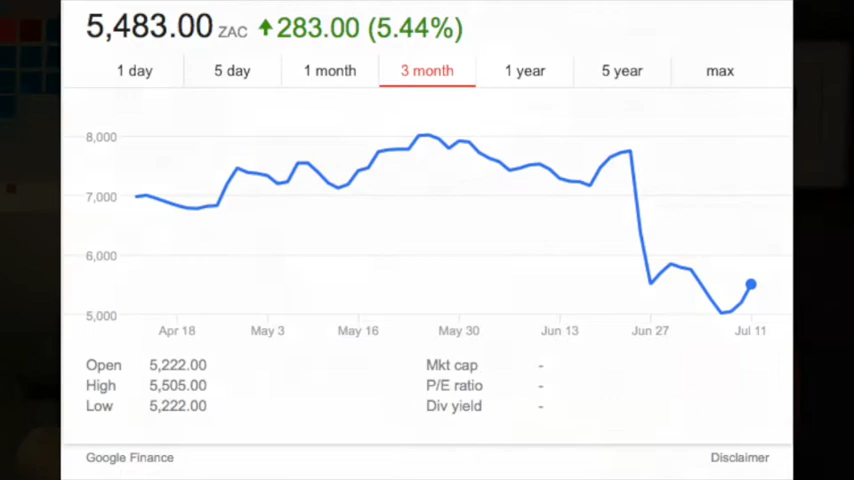 5,483.00 ZAC 283.00 (5.44%)
1 day 5 day 1 month 3 month 1 year 5 year max
8,000
7,000
6,000
5,000
Apr 18 May 3 May 16 May 30 Jun 13 Jun 27 Jul 11
Open 5,222.00 Mkt cap -
High 5,505.00 P/E ratio -
Low 5,222.00 Div yield -
Google Finance Disclaimer